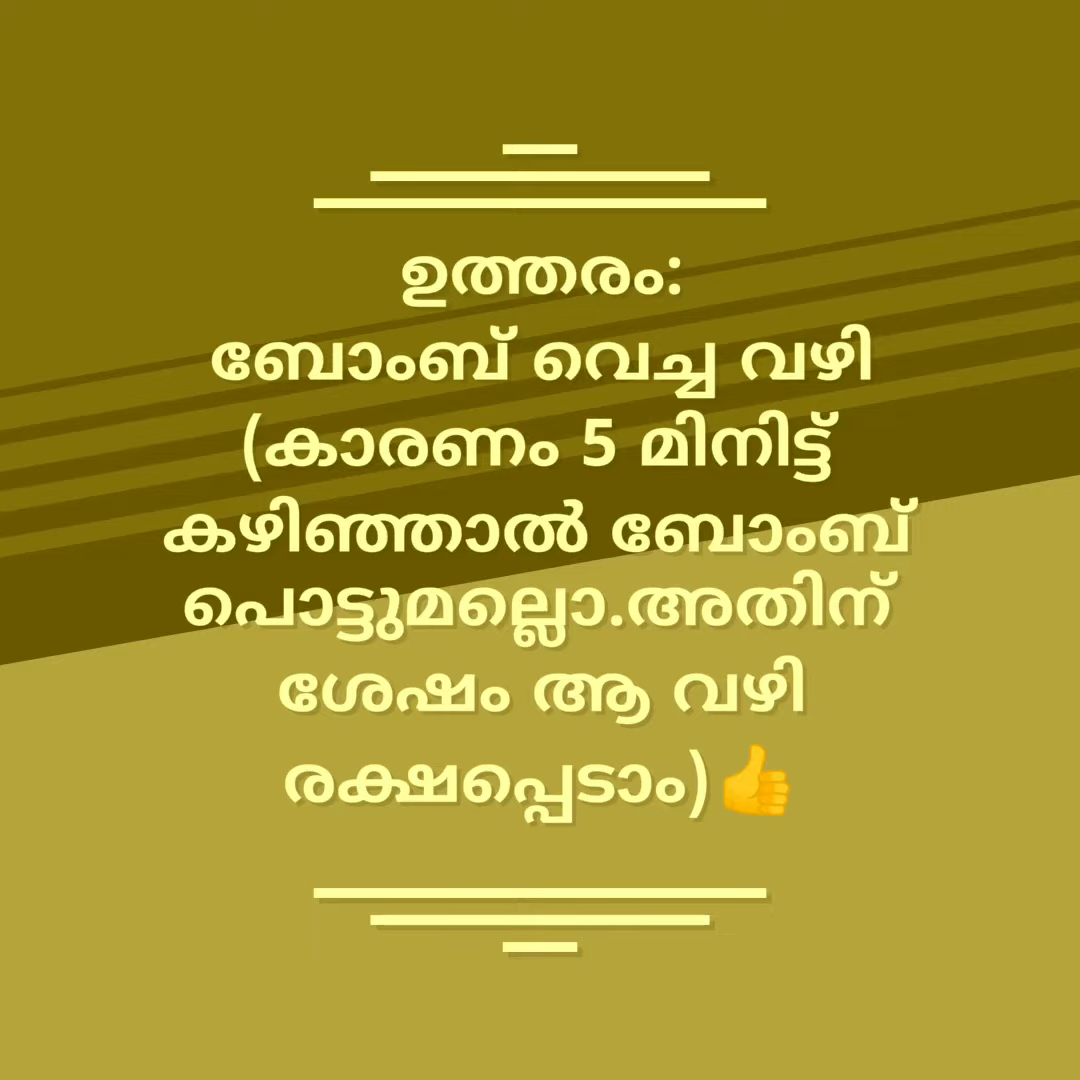 ഉത്തരം:
ബോംബ് വെച്ച വഴി
(കാരണം 5 മിനിട്ട്
കഴിഞ്ഞാൽ ബോംബ്
പൊട്ടുമല്ലൊ.അതിന്
ശേഷം ആ വഴി
രക്ഷപ്പെടാം)👍